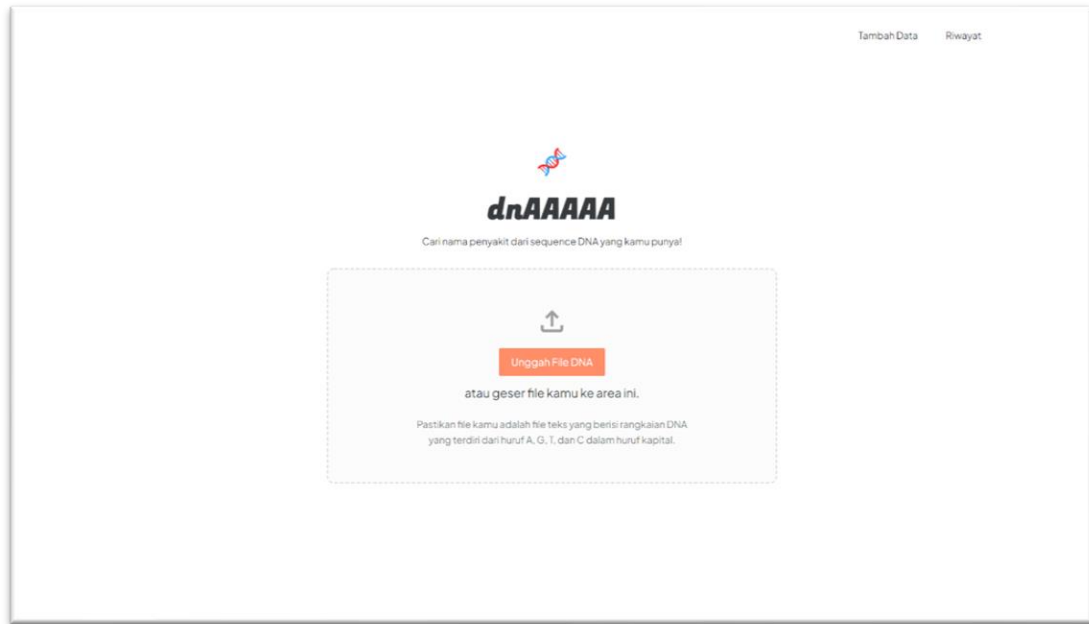 Tambah Data Riwayat
dnAAAAA
Cari nama penyakit dari sequence DNA yang kamu punya!
Unggah File DNA
atau geser file kamu ke area ini.
Pastikan file kamu adalah file teks yang berisi rangkaian DNA
yang terdiri dari huruf A, G, T, dan C dalam huruf kapital.